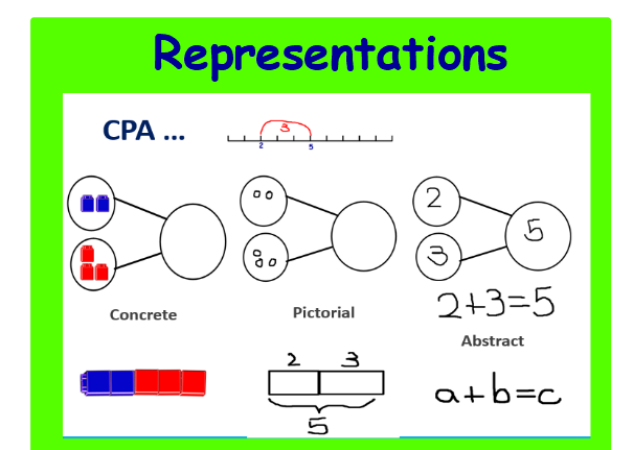 Representations
CPA ...
3
2 5
2
3
5
Concrete
Pictorial
2+3=5
Abstract
2 3
5
a+b=c